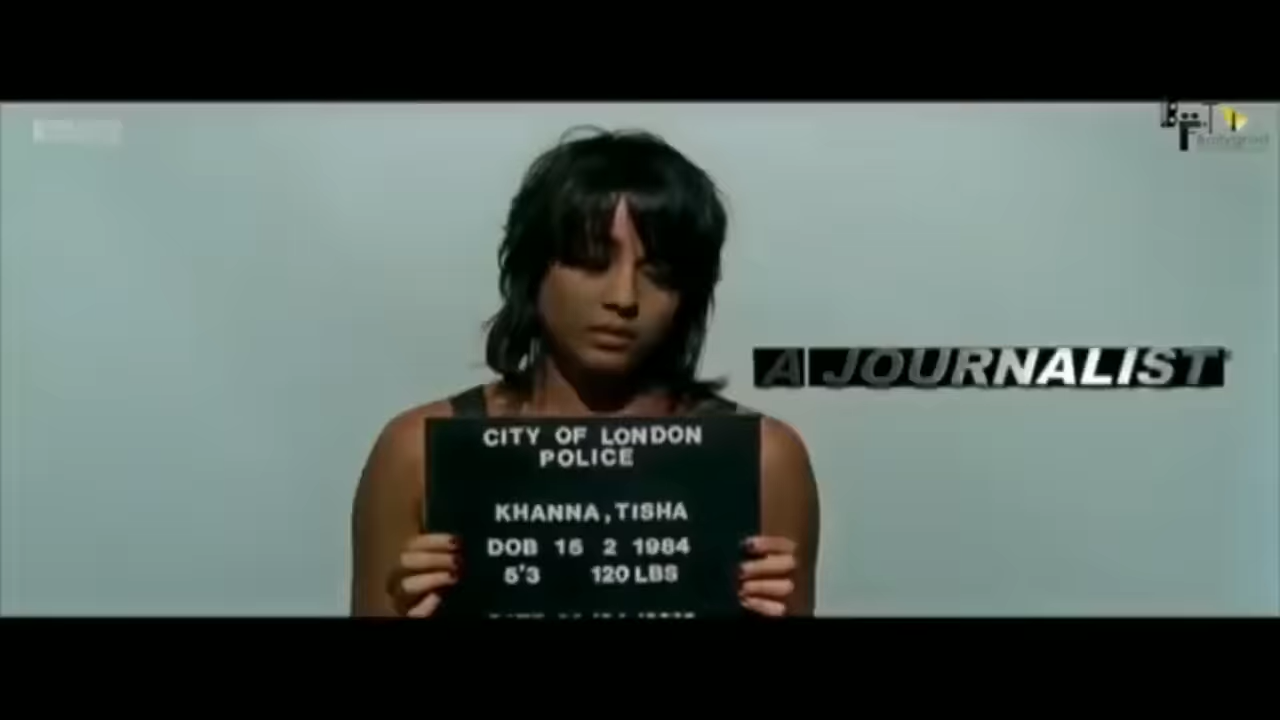 A JOURNALIST
CITY OF LONDON
POLICE
KHANNA, TISHA
DOB 15 2 1984
5'3 120 LBS